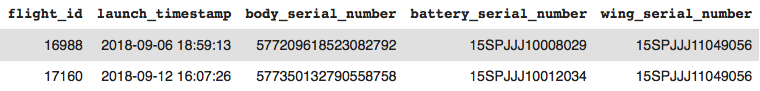 flight_id launch_timestamp body_serial_number battery_serial_number wing_serial_number
16988 2018-09-06 18:59:13 577209618523082792 15SPJJJ10008029 15SPJJJ11049056
17160 2018-09-12 16:07:26 577350132790558758 15SPJJJ10012034 15SPJJJ11049056